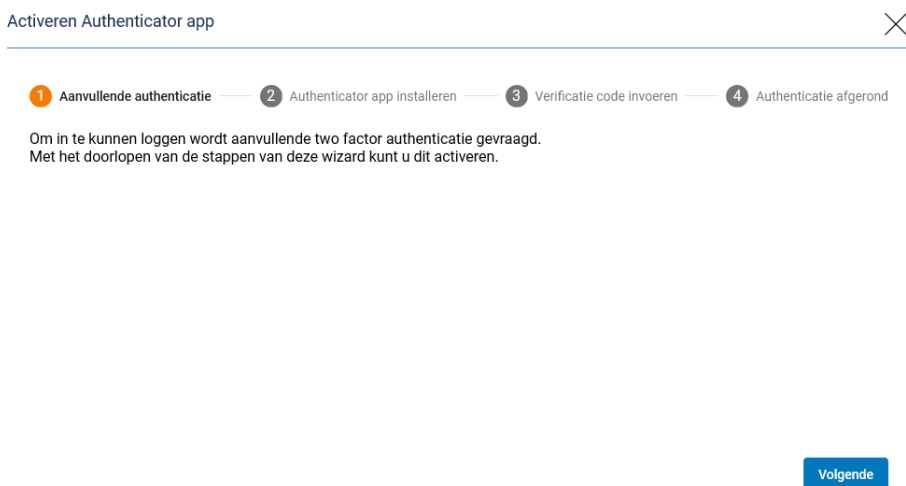 Activeren Authenticator app
1 Aanvullende authenticatie 2 Authenticator app installeren 3 Verificatie code invoeren 4 Authenticatie afgerond
Om in te kunnen loggen wordt aanvullende two factor authenticatie gevraagd.
Met het doorlopen van de stappen van deze wizard kunt u dit activeren.
Volgende